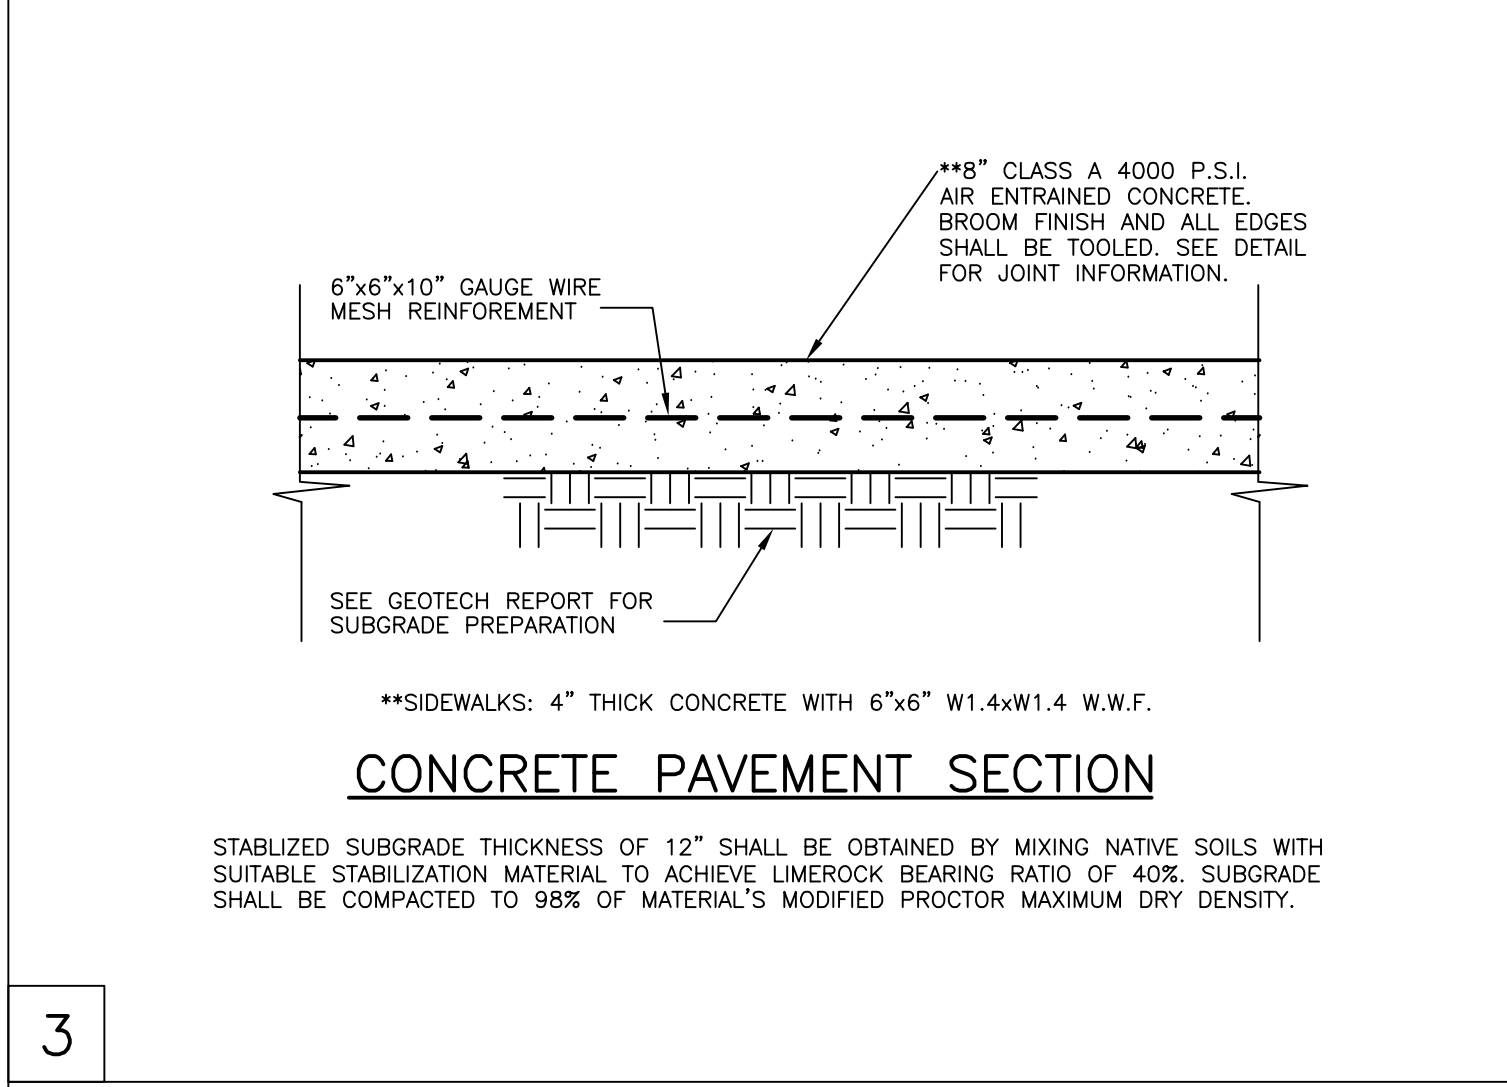 **8" CLASS A 4000 P.S.I.
AIR ENTRAINED CONCRETE.
BROOM FINISH AND ALL EDGES
SHALL BE TOOLED. SEE DETAIL
FOR JOINT INFORMATION.
6"x6"x10" GAUGE WIRE
MESH REINFOREMENT
SEE GEOTECH REPORT FOR
SUBGRADE PREPARATION
**SIDEWALKS: 4" THICK CONCRETE WITH 6"x6" W1.4xW1.4 W.W.F.
CONCRETE PAVEMENT SECTION
STABLIZED SUBGRADE THICKNESS OF 12" SHALL BE OBTAINED BY MIXING NATIVE SOILS WITH
SUITABLE STABILIZATION MATERIAL TO ACHIEVE LIMEROCK BEARING RATIO OF 40%. SUBGRADE
SHALL BE COMPACTED TO 98% OF MATERIAL'S MODIFIED PROCTOR MAXIMUM DRY DENSITY.
3